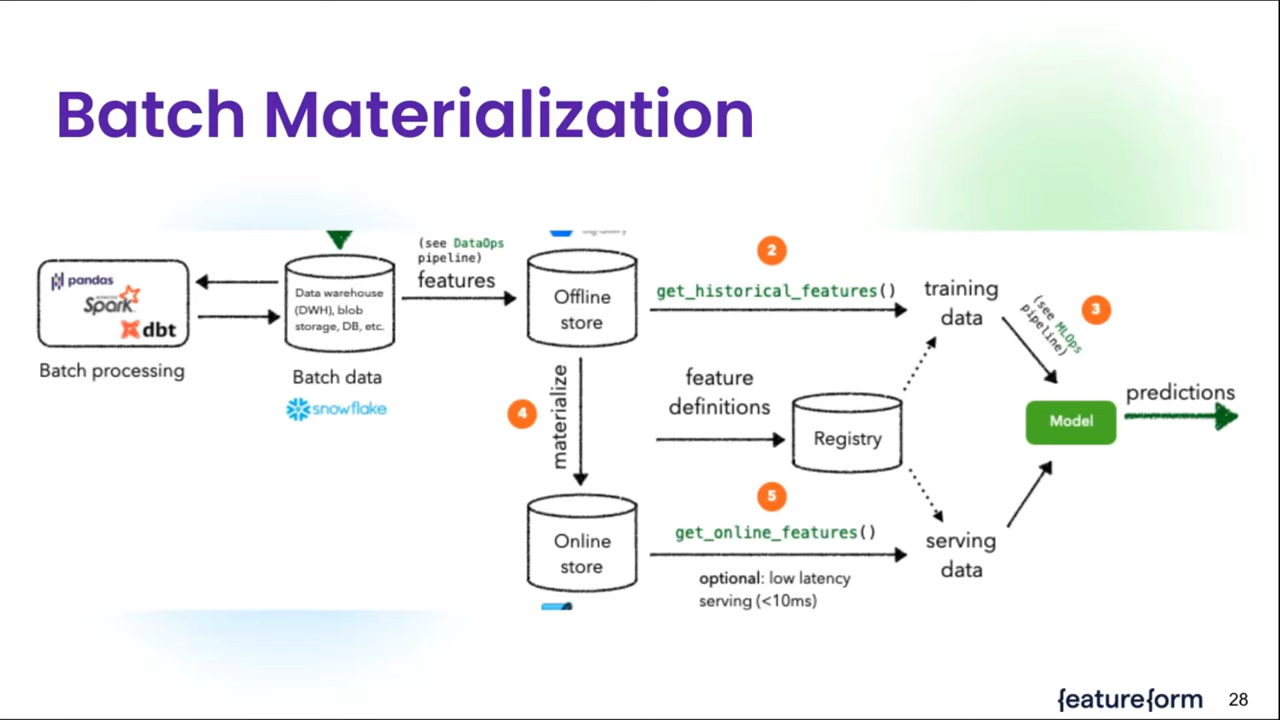 Batch Materialization
pandas
Spark
dbt
Batch processing
Data warehouse
(DWH), blob
storage, DB, etc.
Batch data
snowflake
(see DataOps
pipeline)
features
Offline
store
2
get_historical_features()
training
data
(see MLOps
pipeline)
3
4
materialize
feature
definitions
Registry
Model
predictions
Online
store
5
get_online_features()
optional: low latency
serving (<10ms)
serving
data
{eature{orm
28